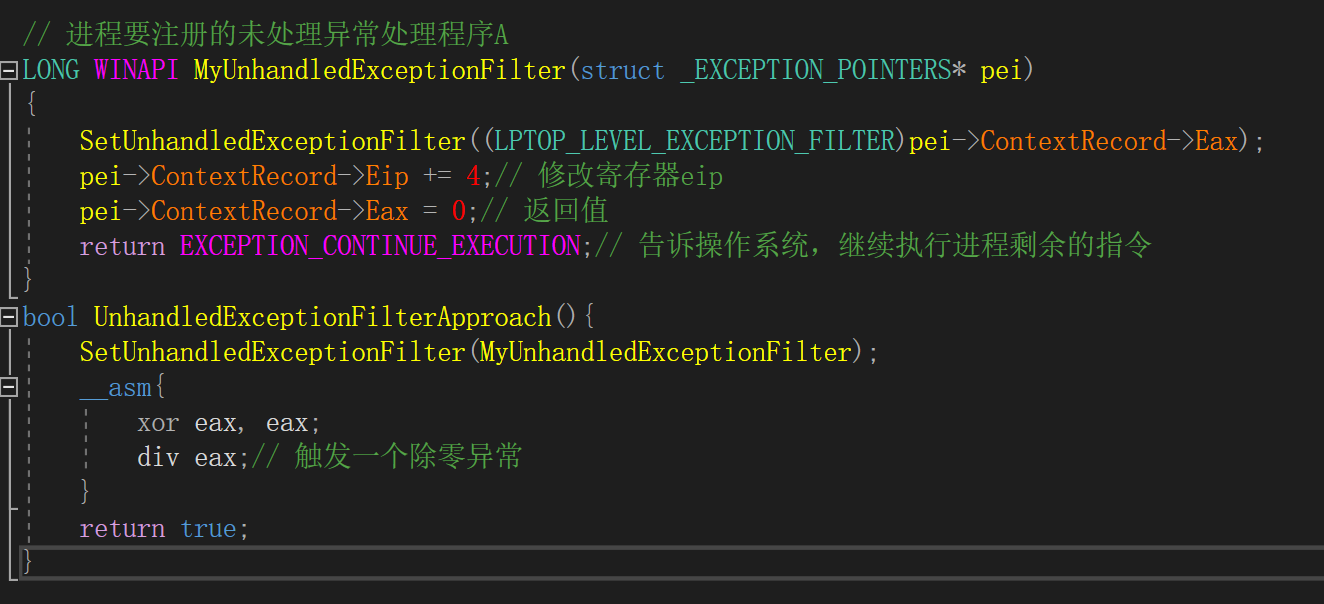 // 进程要注册的未处理异常处理程序A
LONG WINAPI MyUnhandledExceptionFilter(struct _EXCEPTION_POINTERS* pei)
{
    SetUnhandledExceptionFilter((LPTOP_LEVEL_EXCEPTION_FILTER)pei->ContextRecord->Eax);
    pei->ContextRecord->Eip += 4;// 修改寄存器eip
    pei->ContextRecord->Eax = 0;// 返回值
    return EXCEPTION_CONTINUE_EXECUTION;// 告诉操作系统，继续执行进程剩余的指令
}
bool UnhandledExceptionFilterApproach(){
    SetUnhandledExceptionFilter(MyUnhandledExceptionFilter);
    __asm{
        xor eax, eax;
        div eax;// 触发一个除零异常
    }
    return true;
}